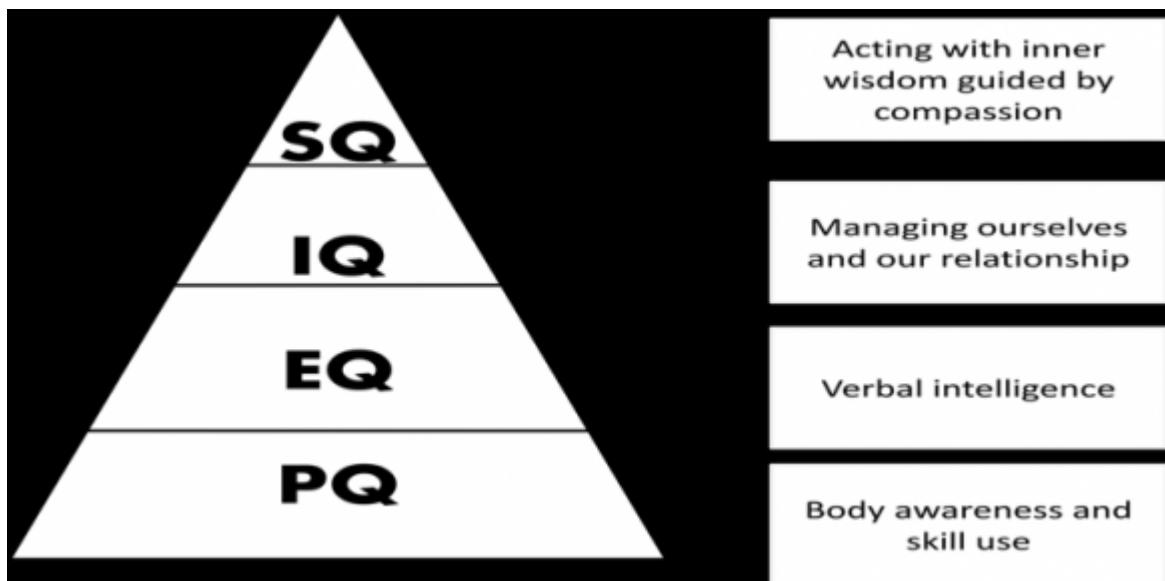 SQ
IQ
EQ
PQ
Acting with inner
wisdom guided by
compassion
Managing ourselves
and our relationship
Verbal intelligence
Body awareness and
skill use